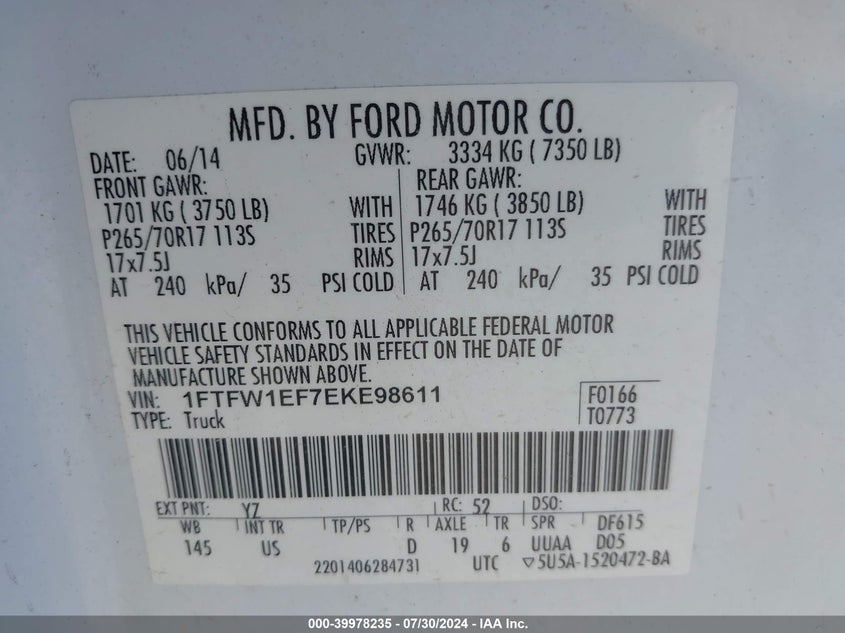 MFD. BY FORD MOTOR CO.
DATE: 06/14 GVWR: 3334 KG ( 7350 LB)
FRONT GAWR: REAR GAWR:
1701 KG ( 3750 LB) WITH 1746 KG ( 3850 LB) WITH
P265/70R17 113S TIRES P265/70R17 113S TIRES
17x7.5J RIMS 17x7.5J RIMS
AT 240 kPa/ 35 PSI COLD AT 240 kPa/ 35 PSI COLD
THIS VEHICLE CONFORMS TO ALL APPLICABLE FEDERAL MOTOR
VEHICLE SAFETY STANDARDS IN EFFECT ON THE DATE OF
MANUFACTURE SHOWN ABOVE.
VIN: 1FTFW1EF7EKE98611 F0166
TYPE: Truck T0773
EXT PNT: YZ RC: 52 DSO:
WB INT TR TP/PS R AXLE TR SPR DF615
145 US D 19 6 UUAA D05
2201406284731 UTC ▽5U5A-1520472-BA
000-39978235 - 07/30/2024 - IAA Inc.